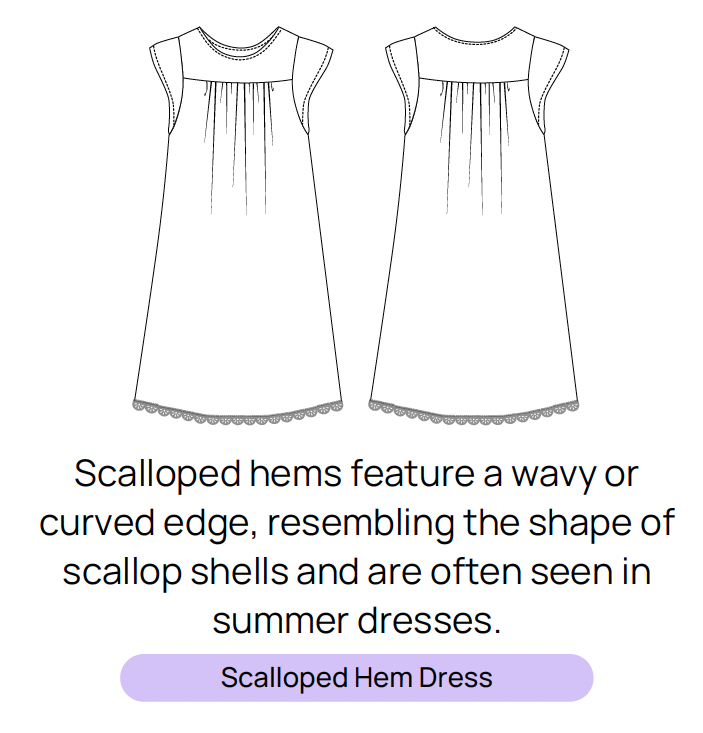 Scalloped hems feature a wavy or
curved edge, resembling the shape of
scallop shells and are often seen in
summer dresses.
Scalloped Hem Dress